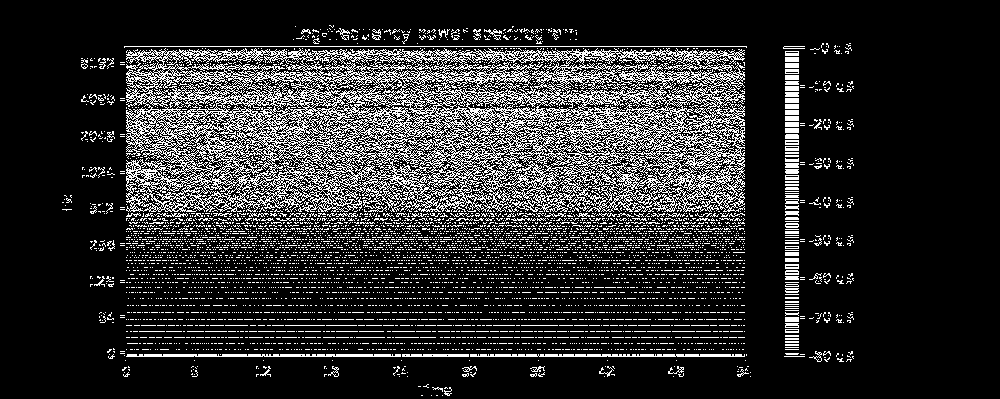 Log-frequency power spectrogram
8192
4096
2048
1024
512
256
128
64
0
Hz
0 6 12 18 24 30 36 42 48 54
Time
+0 dB
-10 dB
-20 dB
-30 dB
-40 dB
-50 dB
-60 dB
-70 dB
-80 dB